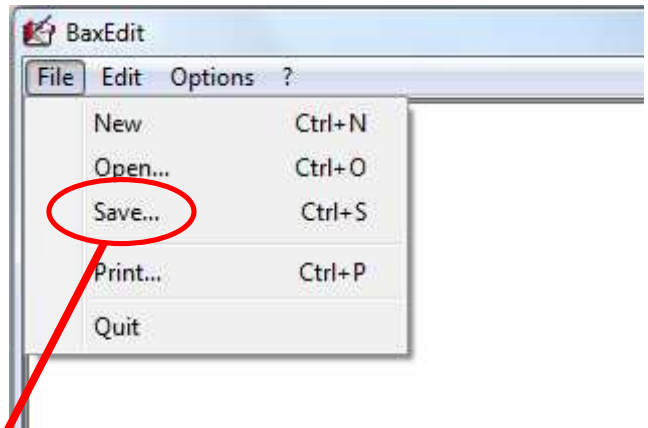 BaxEdit
File Edit Options ?
New Ctrl+N
Open... Ctrl+O
Save... Ctrl+S
Print... Ctrl+P
Quit